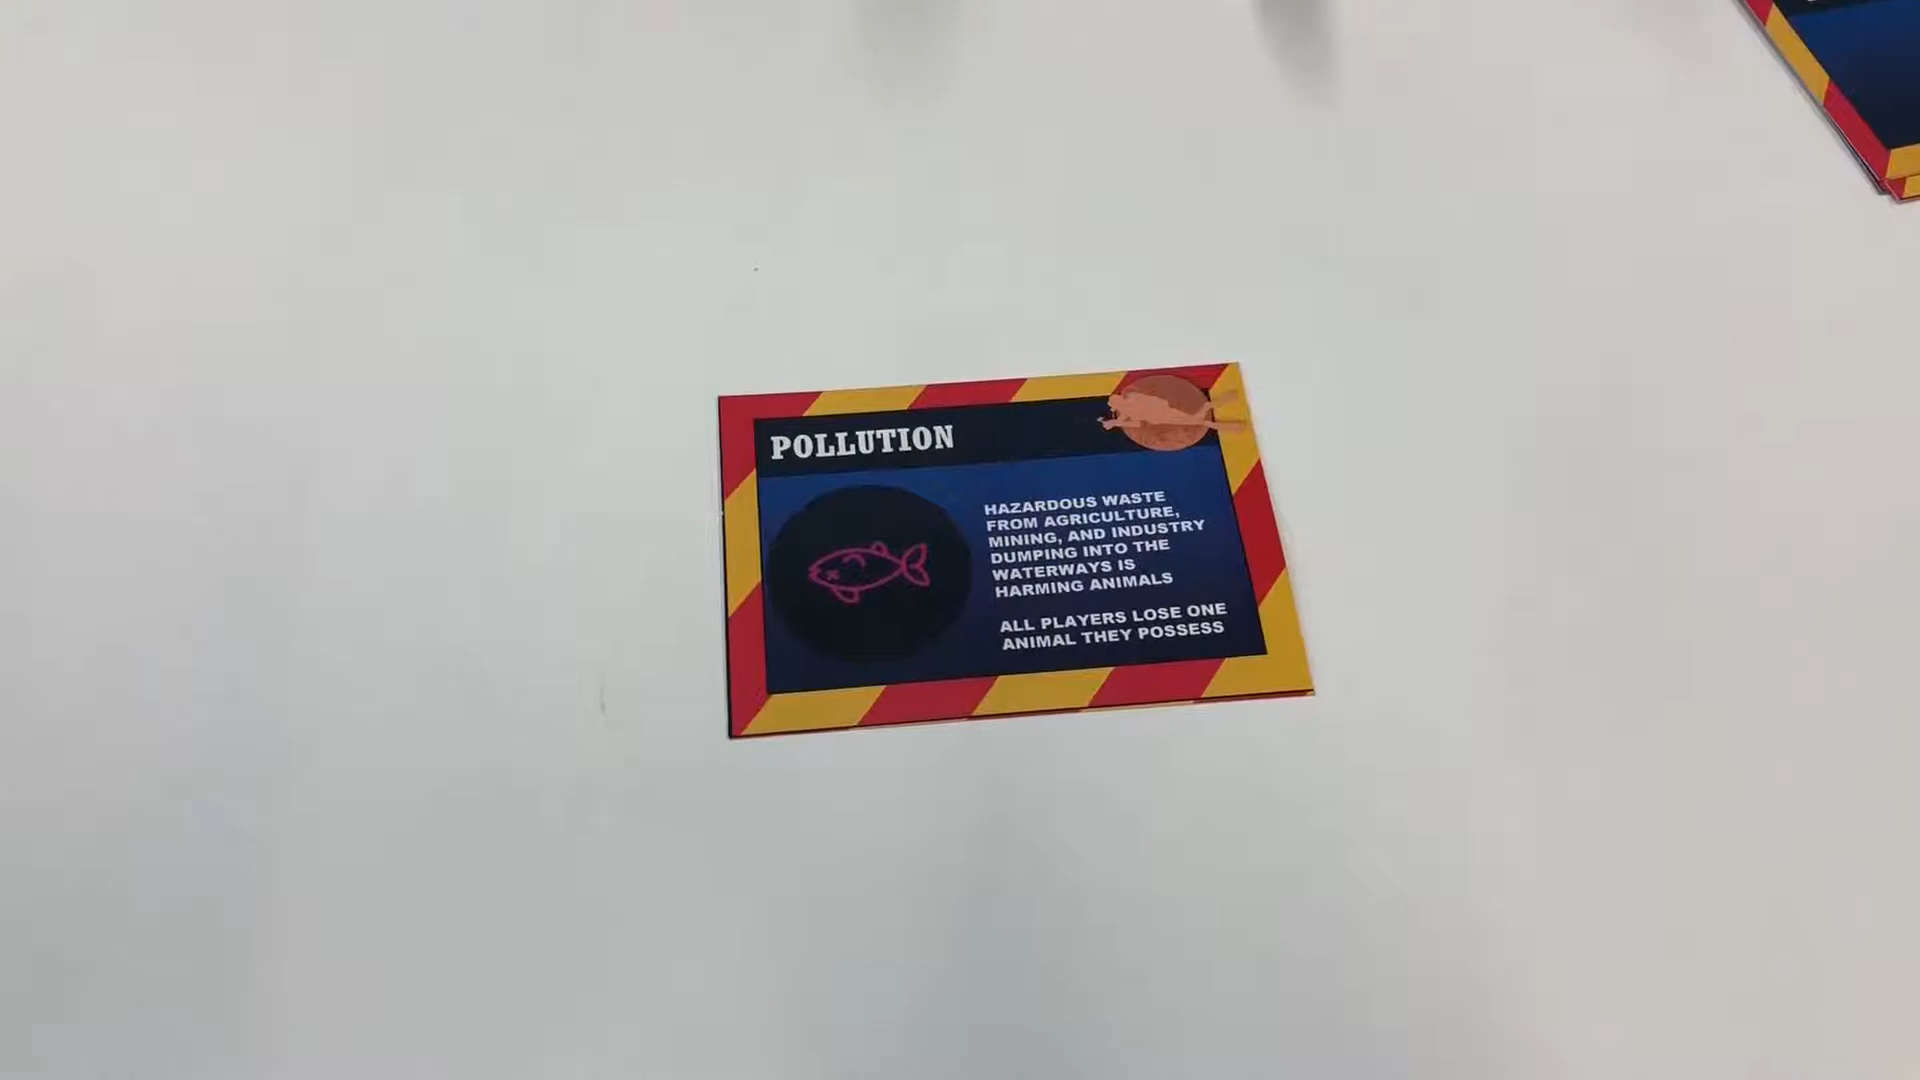 POLLUTION
HAZARDOUS WASTE
FROM AGRICULTURE,
MINING, AND INDUSTRY
DUMPING INTO THE
WATERWAYS IS
HARMING ANIMALS
ALL PLAYERS LOSE ONE
ANIMAL THEY POSSESS